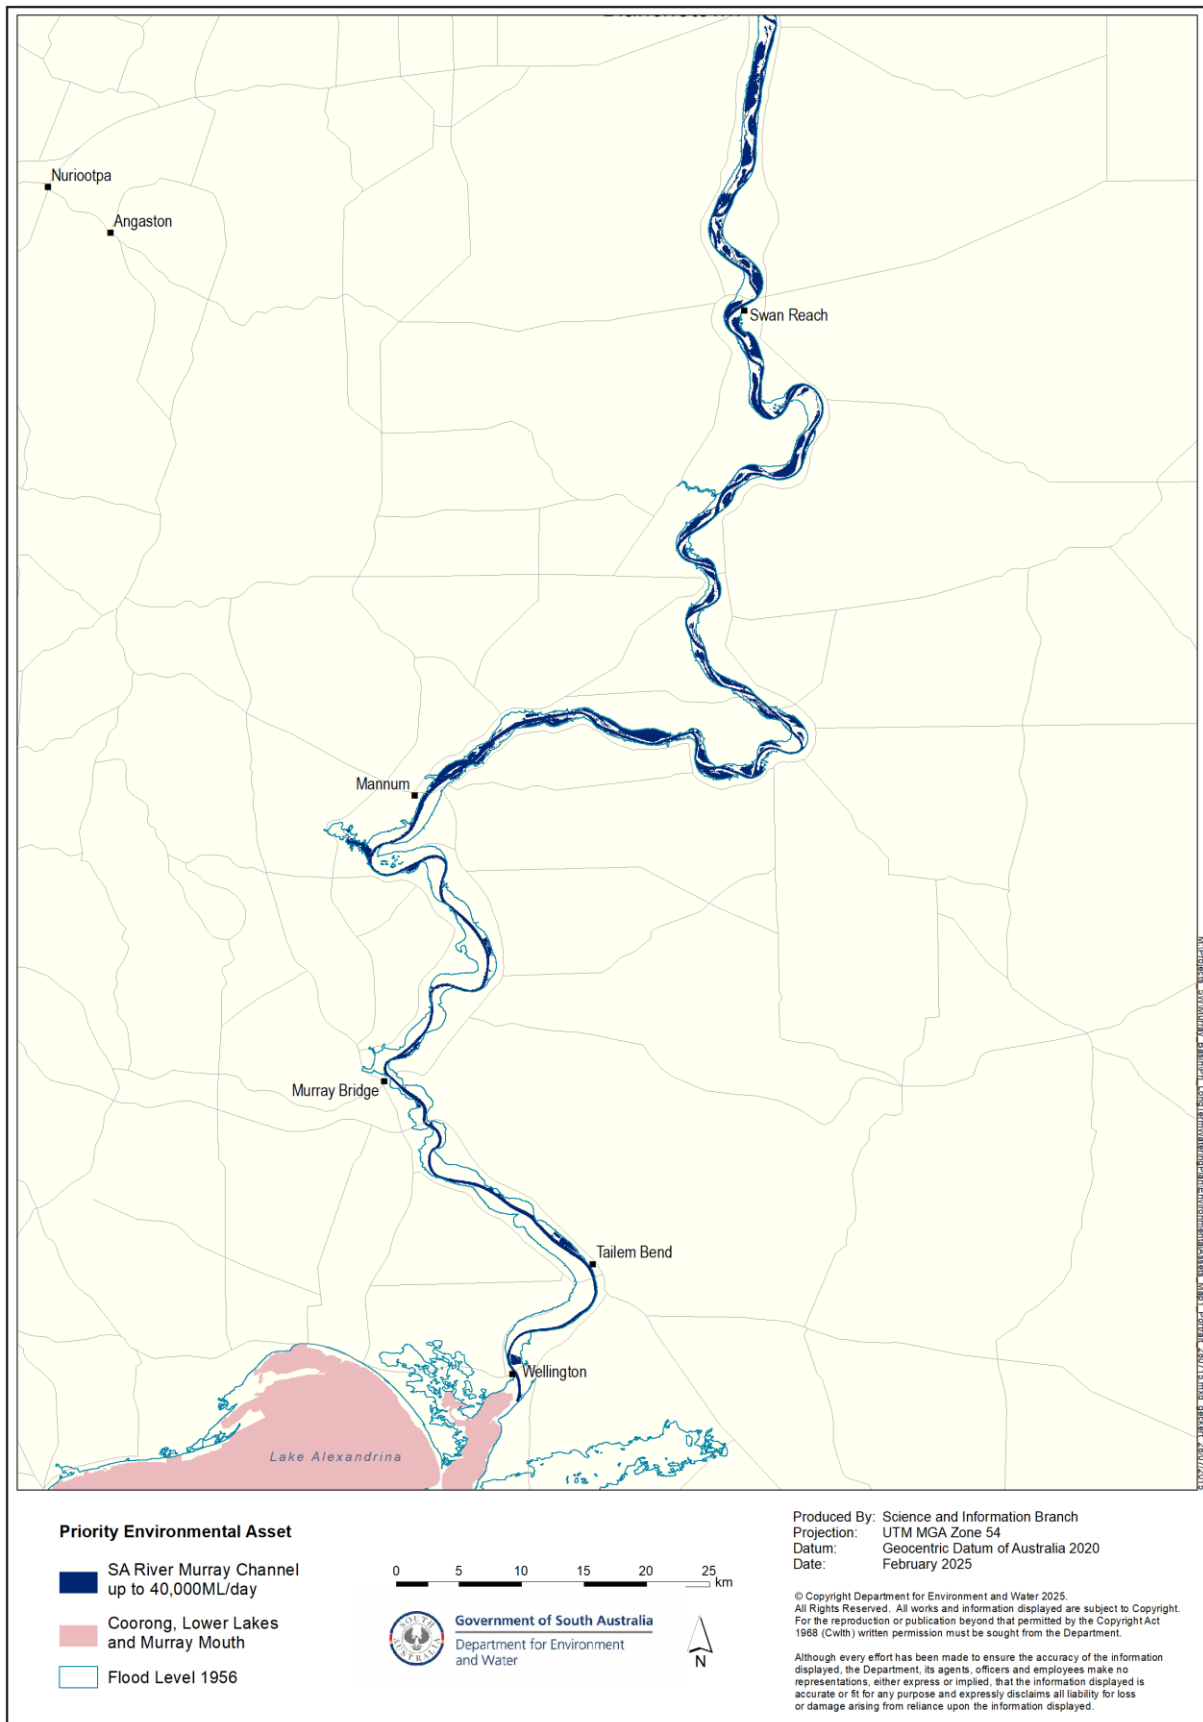 Nuriootpa
Angaston
Swan Reach
Mannum
Murray Bridge
Tailem Bend
Wellington
Lake Alexandrina
Priority Environmental Asset
SA River Murray Channel
up to 40,000ML/day
Coorong, Lower Lakes
and Murray Mouth
Flood Level 1956
0 5 10 15 20 25
km
SOUTH AUSTRALIA
Government of South Australia
Department for Environment
and Water
N
Produced By: Science and Information Branch
Projection: UTM MGA Zone 54
Datum: Geocentric Datum of Australia 2020
Date: February 2025
© Copyright Department for Environment and Water 2025.
All Rights Reserved. All works and information displayed are subject to Copyright.
For the reproduction or publication beyond that permitted by the Copyright Act
1968 (Cwlth) written permission must be sought from the Department.
Although every effort has been made to ensure the accuracy of the information
displayed, the Department, its agents, officers and employees make no
representations, either express or implied, that the information displayed is
accurate or fit for any purpose and expressly disclaims all liability for loss
or damage arising from reliance upon the information displayed.